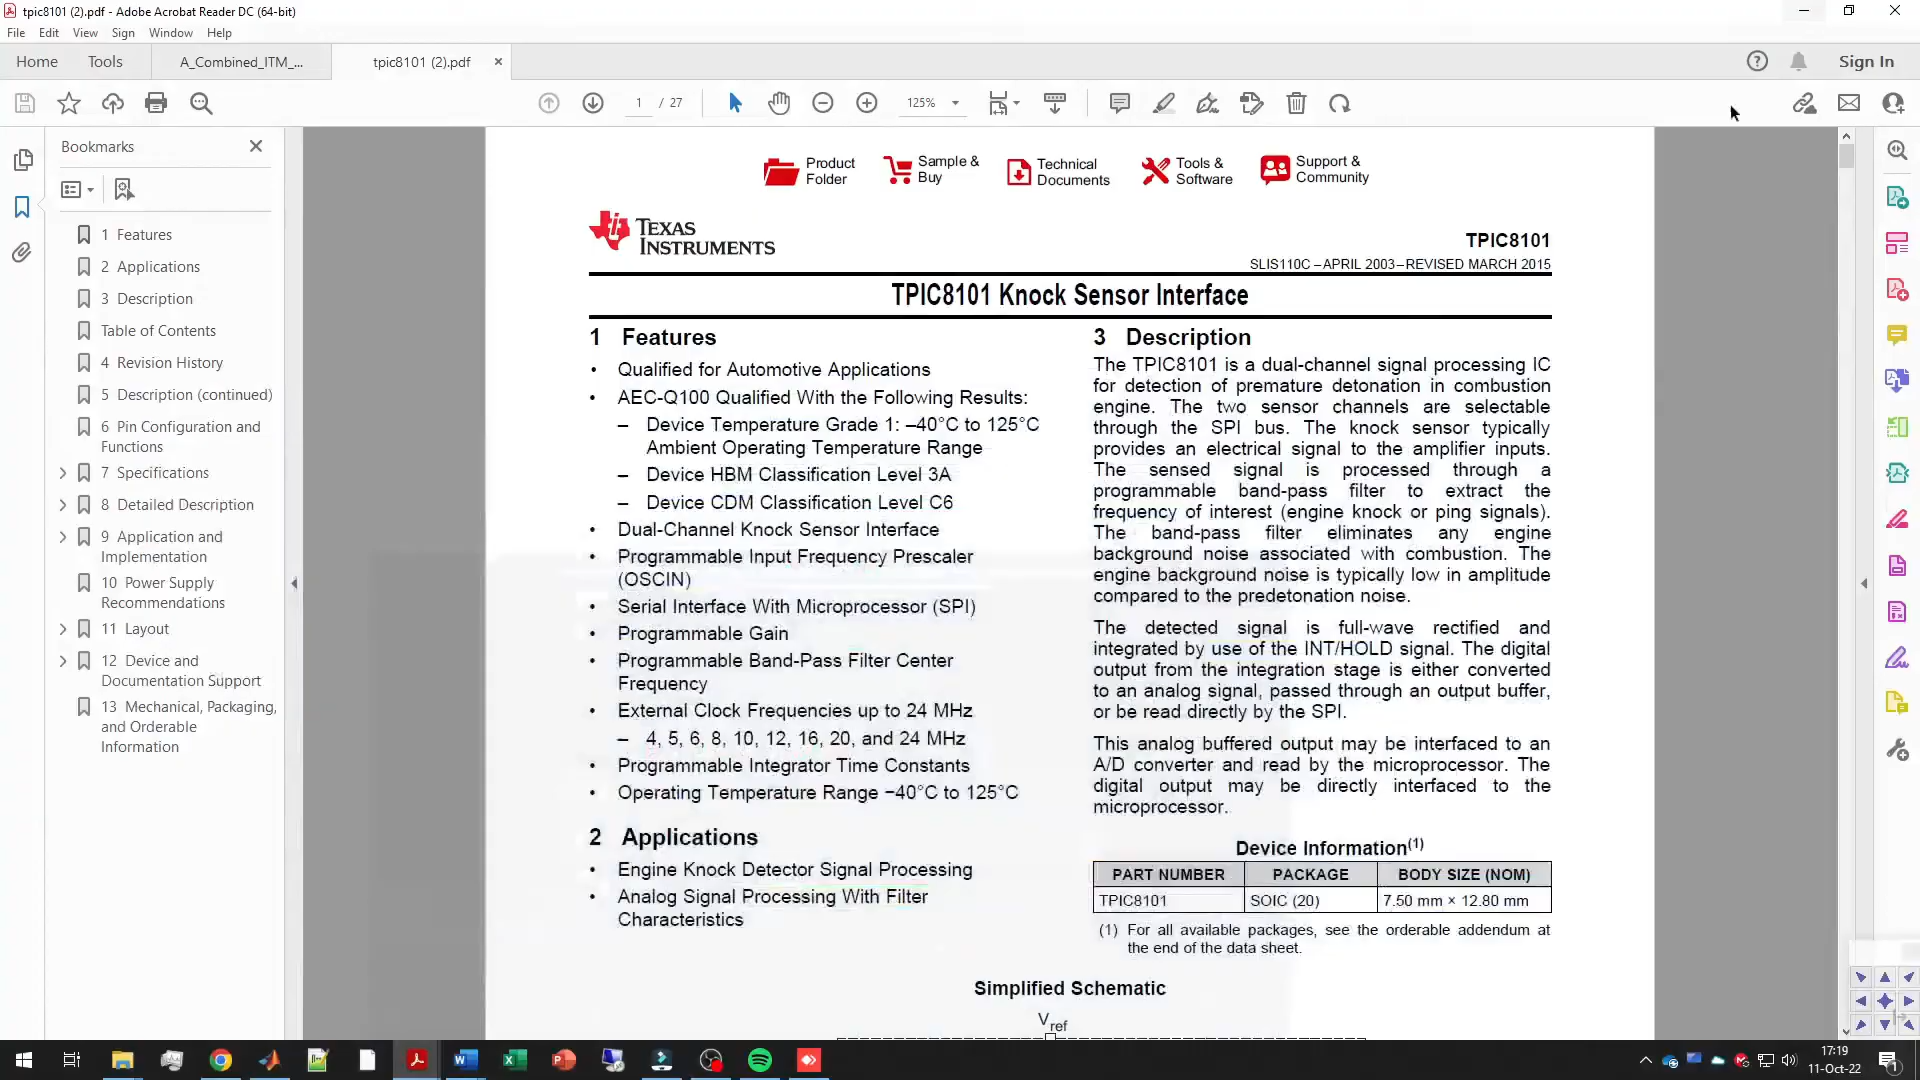 tpic8101 (2).pdf - Adobe Acrobat Reader DC (64-bit)
File Edit View Sign Window Help
Home Tools A_Combined_ITM_... tpic8101 (2).pdf Sign In
1 / 27 125%
Bookmarks
1 Features
2 Applications
3 Description
Table of Contents
4 Revision History
5 Description (continued)
6 Pin Configuration and
Functions
7 Specifications
8 Detailed Description
9 Application and
Implementation
10 Power Supply
Recommendations
11 Layout
12 Device and
Documentation Support
13 Mechanical, Packaging,
and Orderable
Information
Product
Folder
Sample &
Buy
Technical
Documents
Tools &
Software
Support &
Community
TEXAS
INSTRUMENTS
TPIC8101
SLIS110C – APRIL 2003 – REVISED MARCH 2015
TPIC8101 Knock Sensor Interface
1 Features
• Qualified for Automotive Applications
• AEC-Q100 Qualified With the Following Results:
– Device Temperature Grade 1: –40°C to 125°C
Ambient Operating Temperature Range
– Device HBM Classification Level 3A
– Device CDM Classification Level C6
• Dual-Channel Knock Sensor Interface
• Programmable Input Frequency Prescaler
(OSCIN)
• Serial Interface With Microprocessor (SPI)
• Programmable Gain
• Programmable Band-Pass Filter Center
Frequency
• External Clock Frequencies up to 24 MHz
– 4, 5, 6, 8, 10, 12, 16, 20, and 24 MHz
• Programmable Integrator Time Constants
• Operating Temperature Range −40°C to 125°C
2 Applications
• Engine Knock Detector Signal Processing
• Analog Signal Processing With Filter
Characteristics
3 Description
The TPIC8101 is a dual-channel signal processing IC
for detection of premature detonation in combustion
engine. The two sensor channels are selectable
through the SPI bus. The knock sensor typically
provides an electrical signal to the amplifier inputs.
The sensed signal is processed through a
programmable band-pass filter to extract the
frequency of interest (engine knock or ping signals).
The band-pass filter eliminates any engine
background noise associated with combustion. The
engine background noise is typically low in amplitude
compared to the predetonation noise.
The detected signal is full-wave rectified and
integrated by use of the INT/HOLD signal. The digital
output from the integration stage is either converted
to an analog signal, passed through an output buffer,
or be read directly by the SPI.
This analog buffered output may be interfaced to an
A/D converter and read by the microprocessor. The
digital output may be directly interfaced to the
microprocessor.
Device Information(1)
PART NUMBER PACKAGE BODY SIZE (NOM)
TPIC8101 SOIC (20) 7.50 mm × 12.80 mm
(1) For all available packages, see the orderable addendum at
the end of the data sheet.
Simplified Schematic
Vref
17:19
11-Oct-22
1